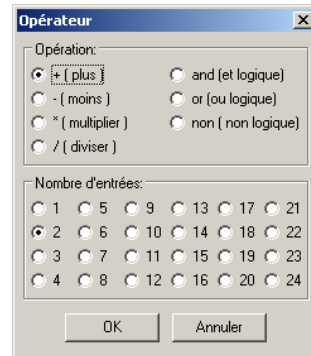 Opérateur
Opération:
+ ( plus ) and (et logique)
- ( moins ) or (ou logique)
* ( multiplier ) non ( non logique)
/ ( diviser )
Nombre d'entrées:
1 5 9 13 17 21
2 6 10 14 18 22
3 7 11 15 19 23
4 8 12 16 20 24
OK Annuler